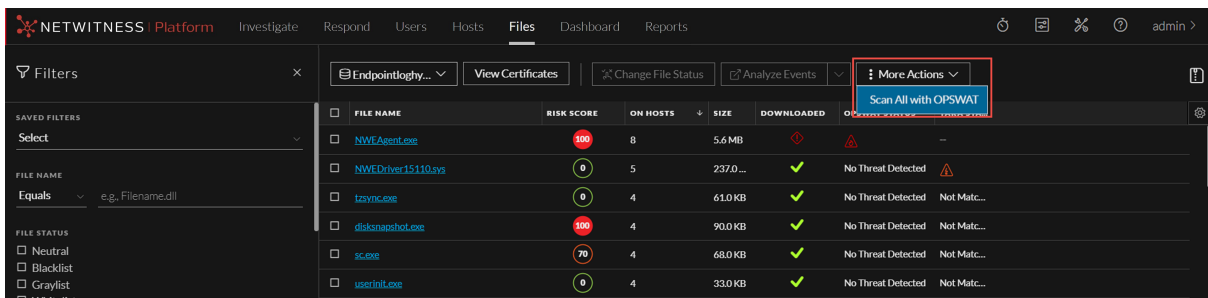 NETWITNESS Platform Investigate Respond Users Hosts Files Dashboard Reports admin >
Filters × Endpointloghy... View Certificates Change File Status Analyze Events More Actions
Scan All with OPSWAT
SAVED FILTERS FILE NAME RISK SCORE ON HOSTS SIZE DOWNLOADED
Select NWEAgent.exe 100 8 5.6 MB --
FILE NAME NWEDriver15110.sys 0 5 237.0 ... No Threat Detected
Equals e.g., Filename.dll tzsync.exe 0 4 61.0 KB No Threat Detected Not Matc...
FILE STATUS disksnapshot.exe 100 4 90.0 KB No Threat Detected Not Matc...
Neutral
Blacklist sc.exe 70 4 68.0 KB No Threat Detected Not Matc...
Graylist userinit.exe 0 4 33.0 KB No Threat Detected Not Matc...